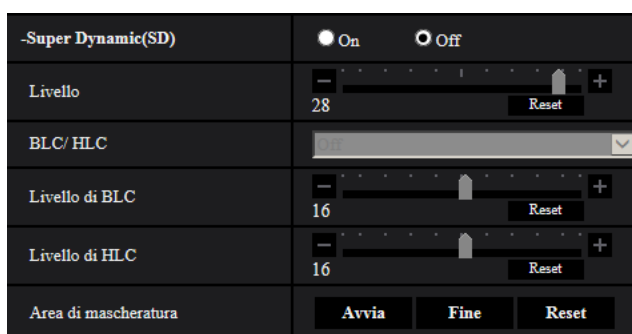 -Super Dynamic(SD) On Off
Livello
28 Reset
BLC/ HLC Off
Livello di BLC
16 Reset
Livello di HLC
16 Reset
Area di mascheratura Avvia Fine Reset